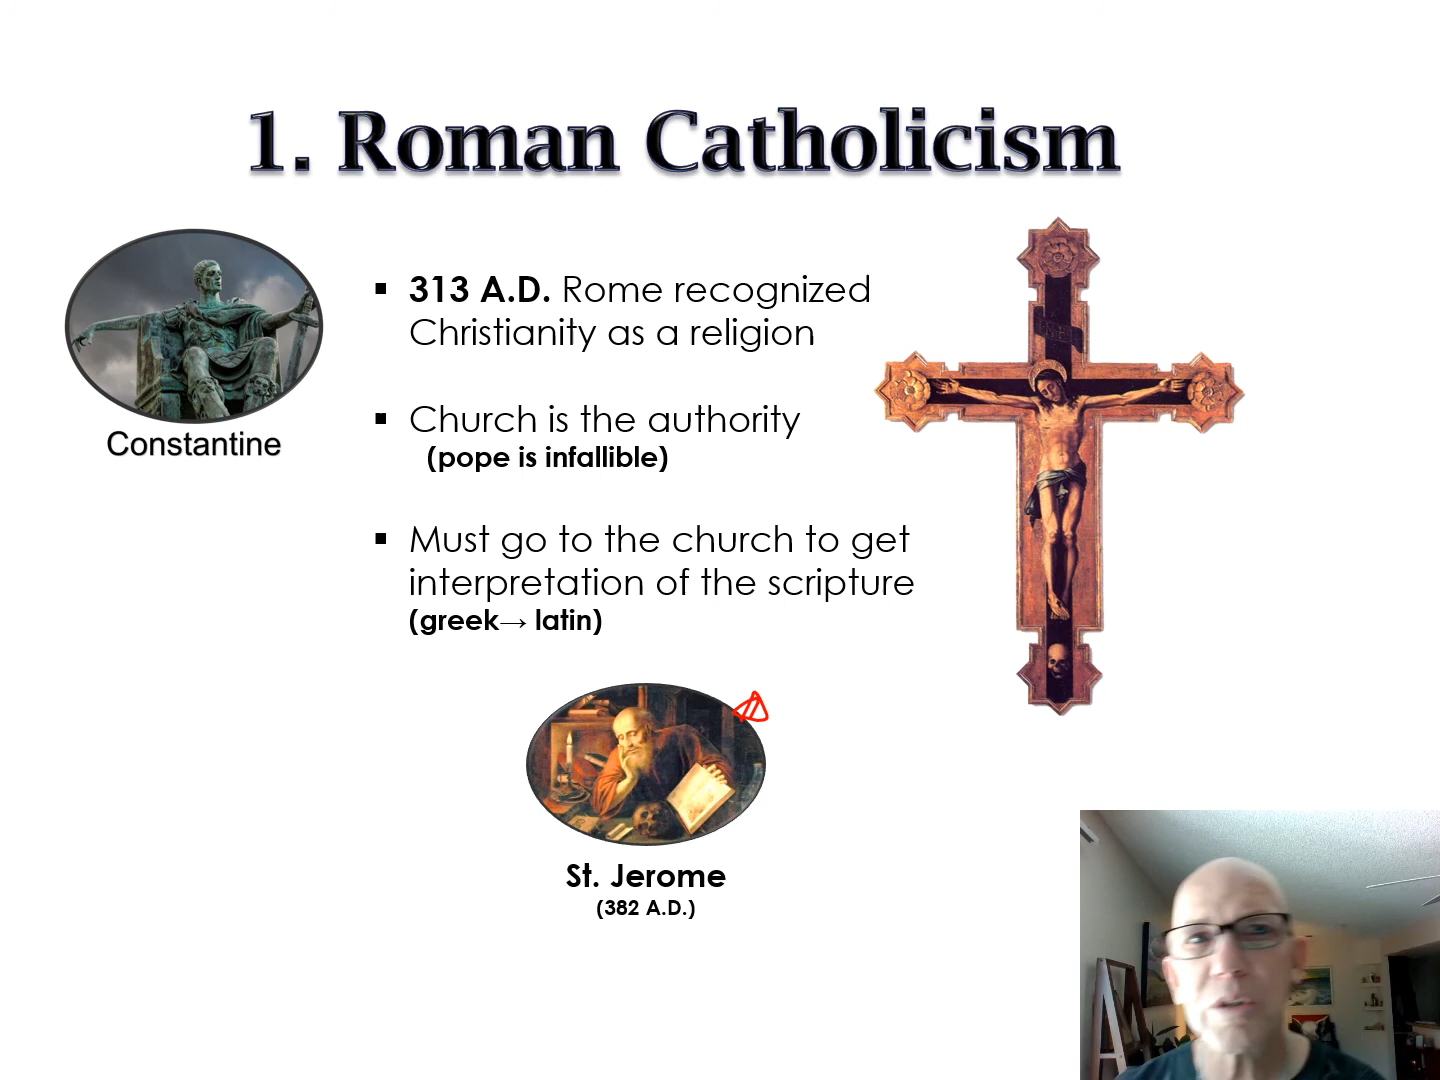 1. Roman Catholicism
Constantine
▪ 313 A.D. Rome recognized
Christianity as a religion
▪ Church is the authority
(pope is infallible)
▪ Must go to the church to get
interpretation of the scripture
(greek→ latin)
St. Jerome
(382 A.D.)